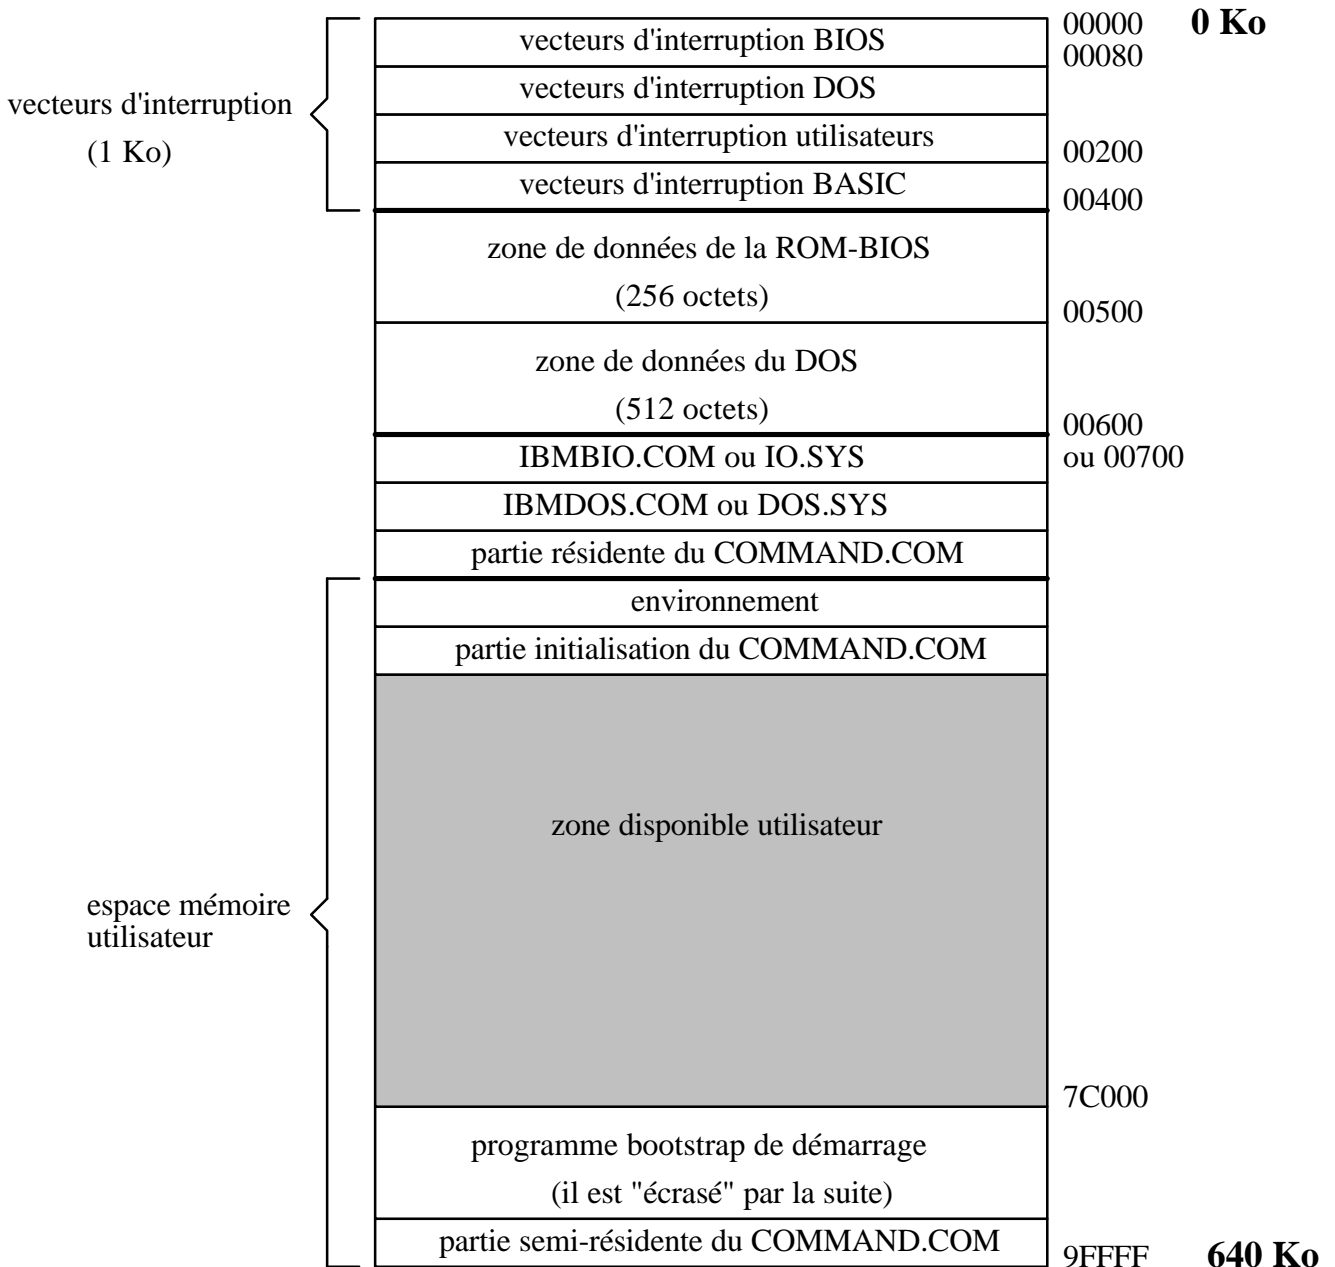 00000 0 Ko
vecteurs d'interruption BIOS
00080
vecteurs d'interruption DOS
vecteurs d'interruption
(1 Ko)
vecteurs d'interruption utilisateurs
00200
vecteurs d'interruption BASIC
00400
zone de données de la ROM-BIOS
(256 octets)
00500
zone de données du DOS
(512 octets)
00600
ou 00700
IBMBIO.COM ou IO.SYS
IBMDOS.COM ou DOS.SYS
partie résidente du COMMAND.COM
environnement
partie initialisation du COMMAND.COM
zone disponible utilisateur
espace mémoire
utilisateur
7C000
programme bootstrap de démarrage
(il est "écrasé" par la suite)
partie semi-résidente du COMMAND.COM
9FFFF 640 Ko